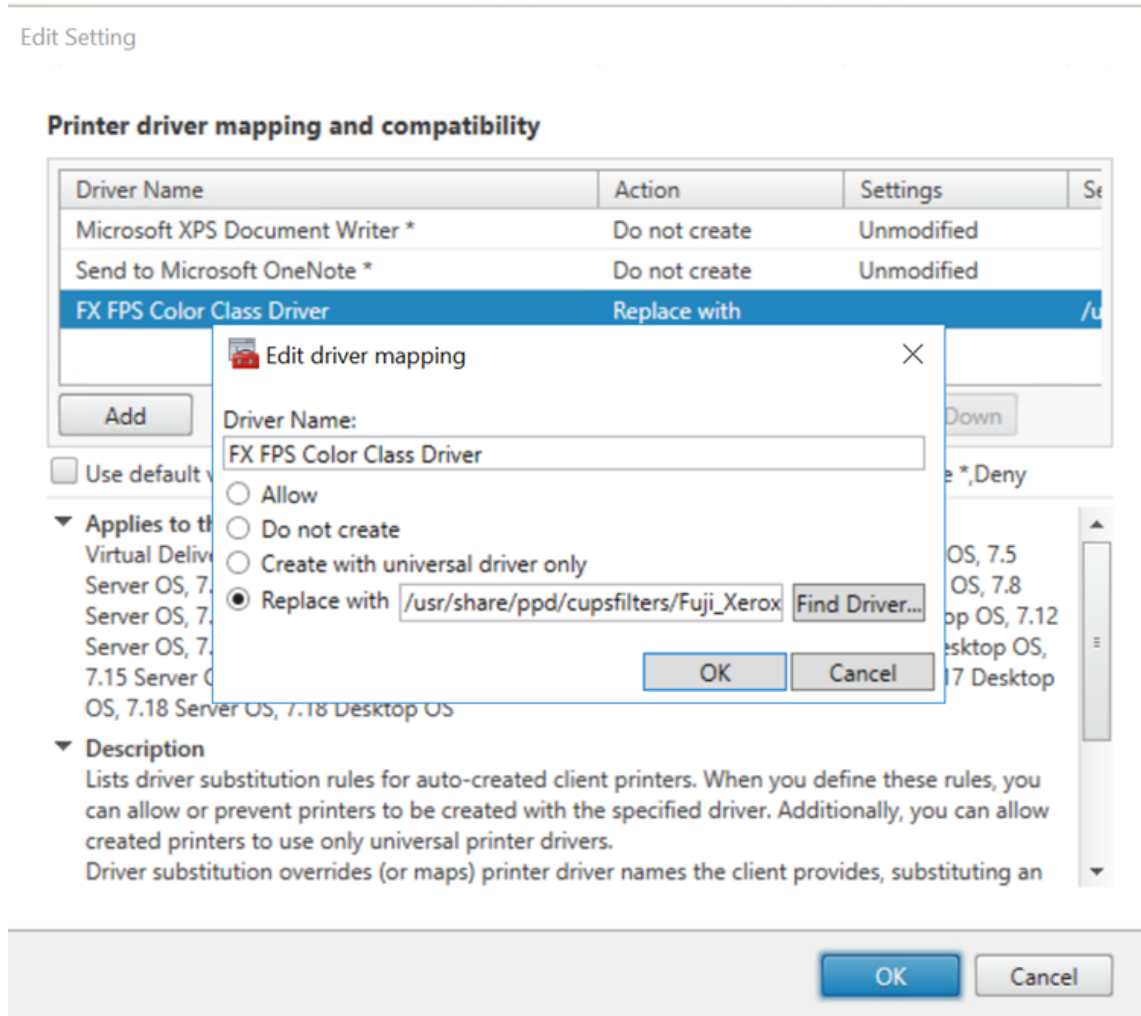 Edit Setting
Printer driver mapping and compatibility
Driver Name Action Settings
Microsoft XPS Document Writer * Do not create Unmodified
Send to Microsoft OneNote * Do not create Unmodified
FX FPS Color Class Driver Replace with /u
Edit driver mapping
Driver Name:
FX FPS Color Class Driver
Allow
Do not create
Create with universal driver only
Replace with /usr/share/ppd/cupsfilters/Fuji_Xerox Find Driver...
OK Cancel
Add Down
Use default *,Deny
Applies to
Virtual OS, 7.5
Server OS, OS, 7.8
Server OS, OS, 7.12
Server OS, OS,
7.15 Server 17 Desktop
OS, 7.18 Server OS, 7.18 Desktop OS
Description
Lists driver substitution rules for auto-created client printers. When you define these rules, you
can allow or prevent printers to be created with the specified driver. Additionally, you can allow
created printers to use only universal printer drivers.
Driver substitution overrides (or maps) printer driver names the client provides, substituting an
OK Cancel